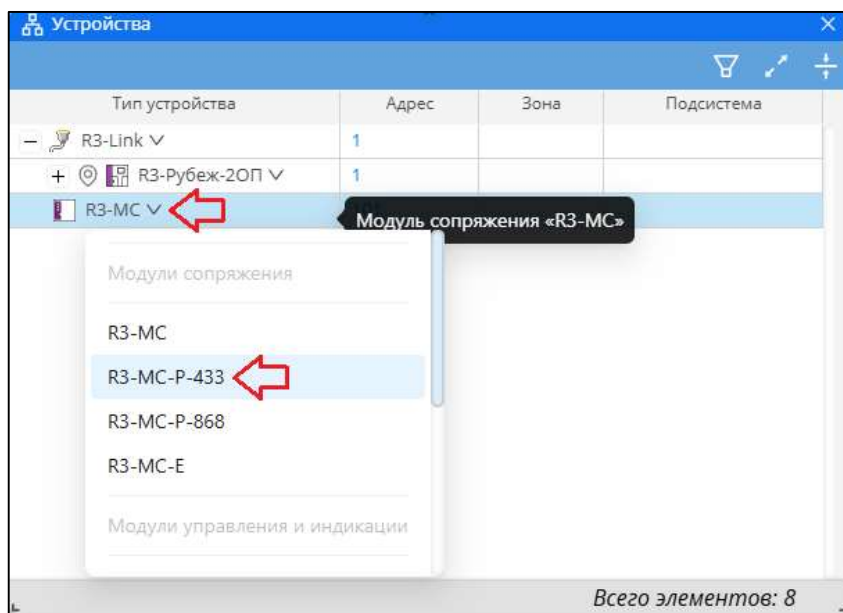 Устройства
Тип устройства Адрес Зона Подсистема
R3-Link 1
R3-Рубеж-2ОП 1
R3-МС
Модуль сопряжения «R3-МС»
Модули сопряжения
R3-МС
R3-МС-Р-433
R3-МС-Р-868
R3-МС-Е
Модули управления и индикации
Всего элементов: 8